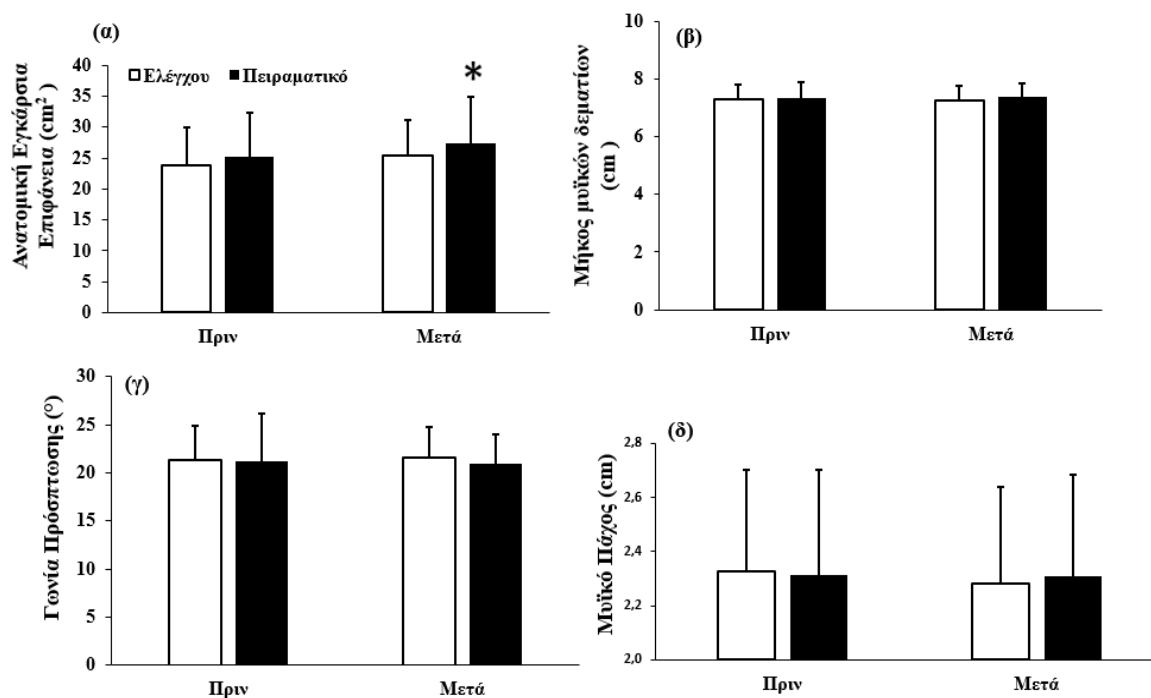 (α)
Ανατομική Εγκάρσια
Επιφάνεια (cm²)
40
35
30
25
20
15
10
5
0
Ελέγχου
Πειραματικό
*
Πριν
Μετά
(β)
Μήκος μυϊκών δεματίων
(cm )
10
8
6
4
2
0
Πριν
Μετά
(γ)
Γωνία Πρόσπτωσης (°)
30
25
20
15
10
5
0
Πριν
Μετά
(δ)
Μυϊκό Πάχος (cm)
2,8
2,6
2,4
2,2
2,0
Πριν
Μετά